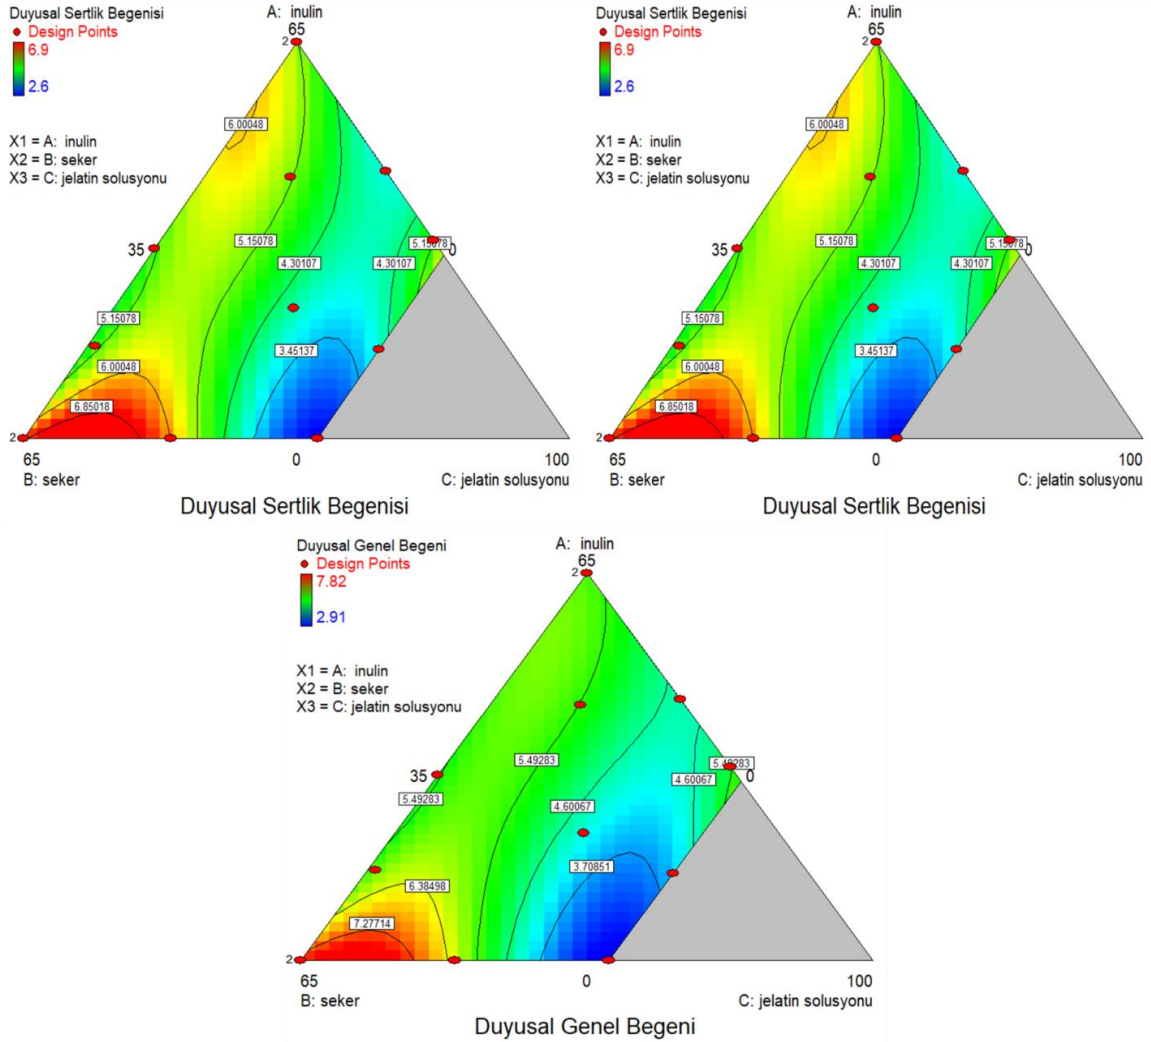 Duyusal Sertlik Begenisi
Design Points
6.9
2.6
X1 = A: inulin
X2 = B: seker
X3 = C: jelatin solusyonu
A: inulin
65
2
6.00048
35
5.15078
5.15078
0
4.30107
4.30107
5.15078
3.45137
6.00048
6.85018
2
65
0
100
B: seker
C: jelatin solusyonu
Duyusal Sertlik Begenisi
Duyusal Sertlik Begenisi
Design Points
6.9
2.6
X1 = A: inulin
X2 = B: seker
X3 = C: jelatin solusyonu
A: inulin
65
2
6.00048
35
5.15078
5.15078
0
4.30107
4.30107
5.15078
3.45137
6.00048
6.85018
2
65
0
100
B: seker
C: jelatin solusyonu
Duyusal Sertlik Begenisi
Duyusal Genel Begeni
Design Points
7.82
2.91
X1 = A: inulin
X2 = B: seker
X3 = C: jelatin solusyonu
A: inulin
65
2
5.49283
5.49283
0
35
4.60067
5.49283
4.60067
3.70851
6.38498
7.27714
2
65
0
100
B: seker
C: jelatin solusyonu
Duyusal Genel Begeni